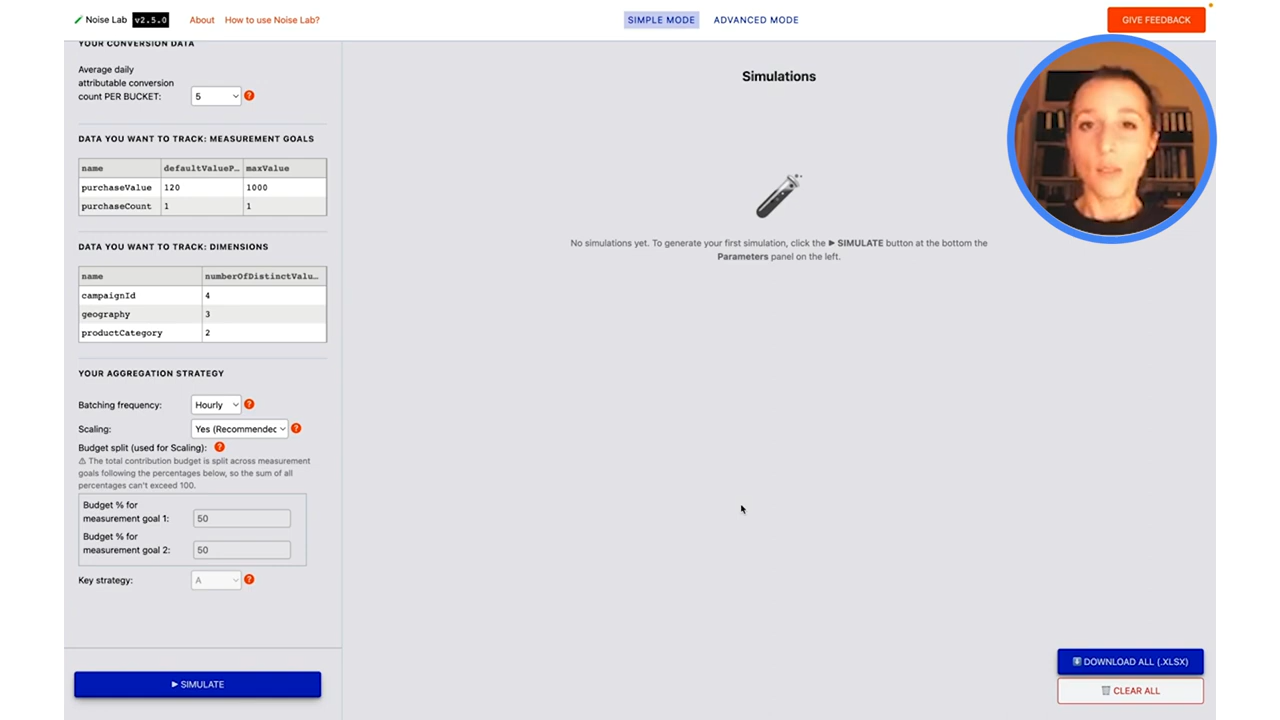 Noise Lab v2.5.0 About How to use Noise Lab? SIMPLE MODE ADVANCED MODE GIVE FEEDBACK
YOUR CONVERSION DATA
Average daily
attributable conversion
count PER BUCKET: 5 ?
DATA YOU WANT TO TRACK: MEASUREMENT GOALS
name defaultValueP… maxValue
purchaseValue 120 1000
purchaseCount 1 1
DATA YOU WANT TO TRACK: DIMENSIONS
name numberOfDistinctValu…
campaignId 4
geography 3
productCategory 2
YOUR AGGREGATION STRATEGY
Batching frequency: Hourly ?
Scaling: Yes (Recommended ?
Budget split (used for Scaling): ?
⚠ The total contribution budget is split across measurement
goals following the percentages below, so the sum of all
percentages can't exceed 100.
Budget % for
measurement goal 1: 50
Budget % for
measurement goal 2: 50
Key strategy: A ?
► SIMULATE
Simulations
No simulations yet. To generate your first simulation, click the ► SIMULATE button at the bottom the
Parameters panel on the left.
DOWNLOAD ALL (.XLSX)
CLEAR ALL